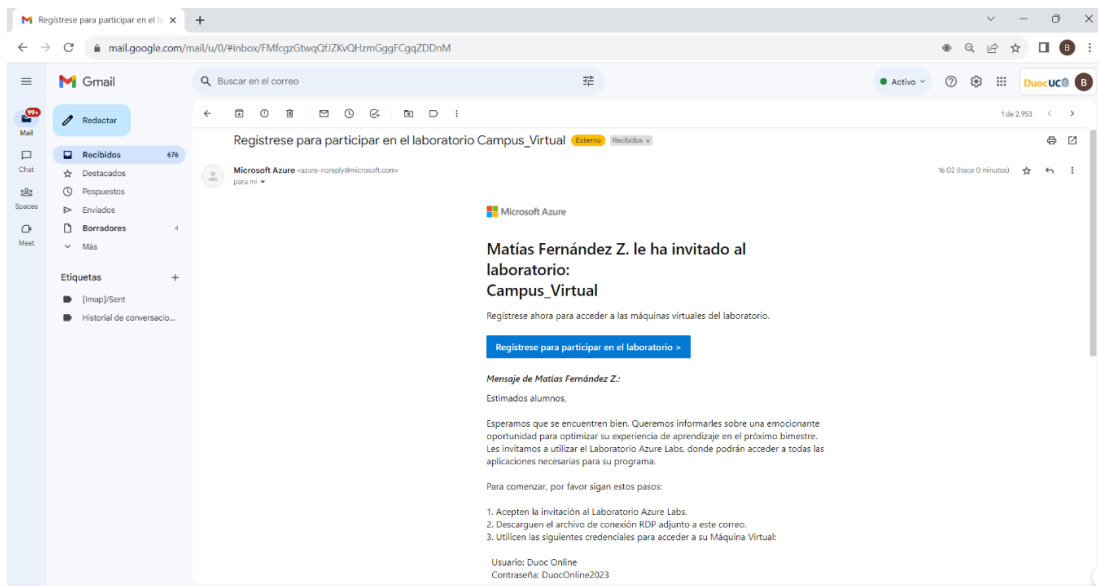 Regístrese para participar en el la
mail.google.com/mail/u/0/#inbox/FMfcgzGtwqQfJZKvQHzmGggFCgqZDDnM
B
Gmail
Buscar en el correo
Activo
DuocUC
B
99+
Mail
Chat
Spaces
Meet
Redactar
Recibidos 676
Destacados
Pospuestos
Enviados
Borradores 4
Más
Etiquetas
[Imap]/Sent
Historial de conversacio...
1 de 2.953
Regístrese para participar en el laboratorio Campus_Virtual Externo Recibidos x
Microsoft Azure <azure-noreply@microsoft.com>
para mí
16:02 (hace 0 minutos)
Microsoft Azure
Matías Fernández Z. le ha invitado al
laboratorio:
Campus_Virtual
Regístrese ahora para acceder a las máquinas virtuales del laboratorio.
Regístrese para participar en el laboratorio >
Mensaje de Matías Fernández Z.:
Estimados alumnos,
Esperamos que se encuentren bien. Queremos informarles sobre una emocionante
oportunidad para optimizar su experiencia de aprendizaje en el próximo bimestre.
Les invitamos a utilizar el Laboratorio Azure Labs, donde podrán acceder a todas las
aplicaciones necesarias para su programa.
Para comenzar, por favor sigan estos pasos:
1. Acepten la invitación al Laboratorio Azure Labs.
2. Descarguen el archivo de conexión RDP adjunto a este correo.
3. Utilicen las siguientes credenciales para acceder a su Máquina Virtual:
Usuario: Duoc Online
Contraseña: DuocOnline2023